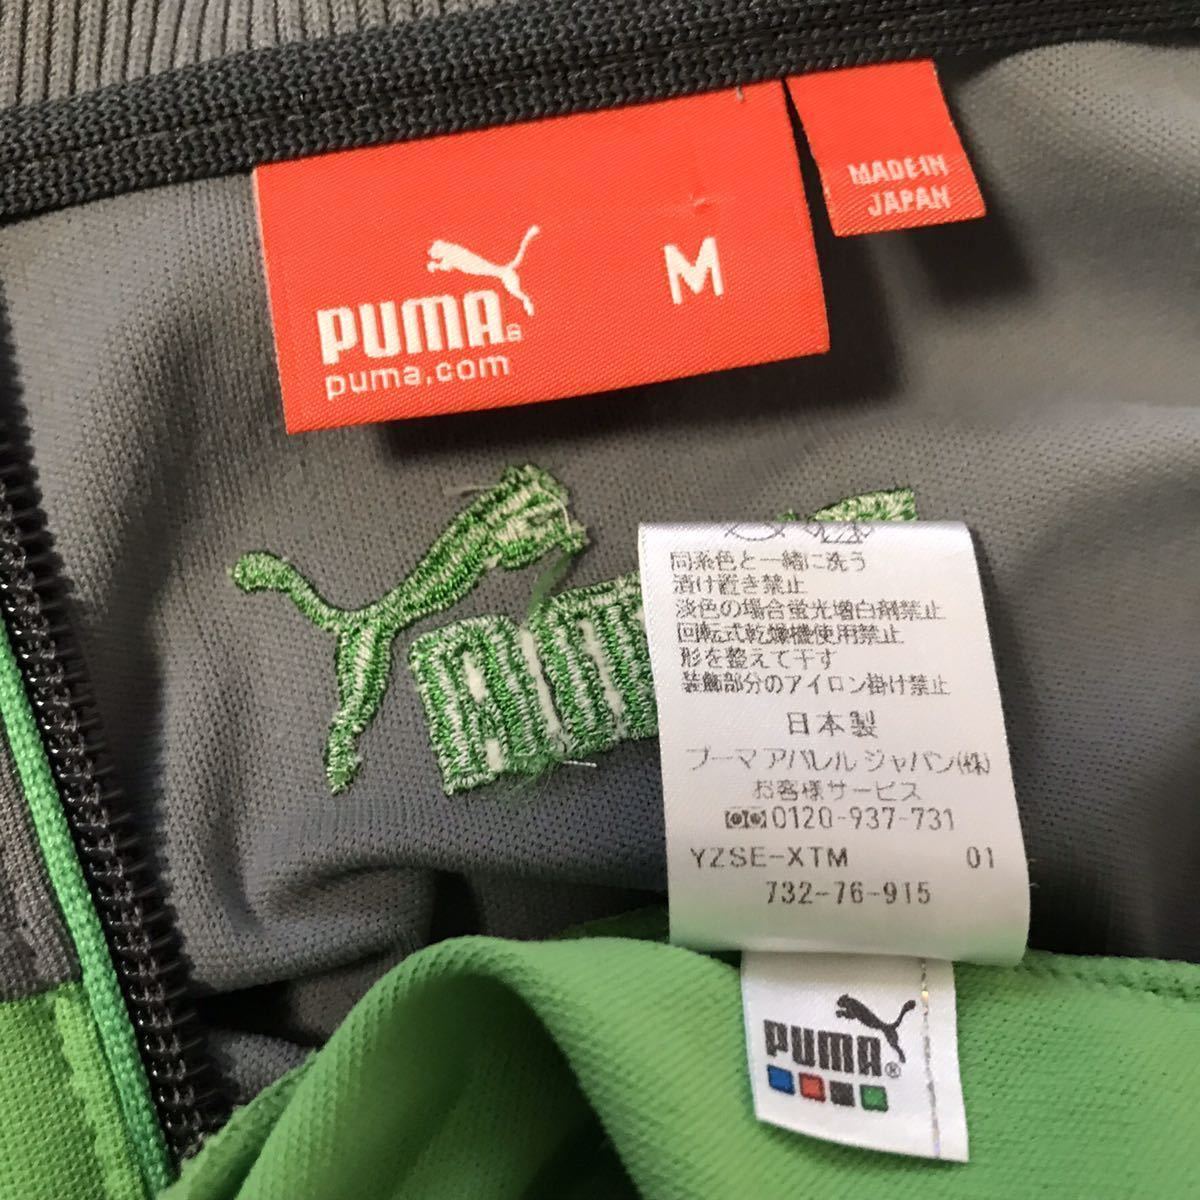 PUMA®
puma.com
M
MADE IN
JAPAN
同系色と一緒に洗う
漬け置き禁止
淡色の場合蛍光増白剤禁止
回転式乾燥機使用禁止
形を整えて干す
装飾部分のアイロン掛け禁止
日本製
プーマ アパレル ジャパン(株)
お客様サービス
0120-937-731
YZSE-XTM 01
732-76-915
PUMA®